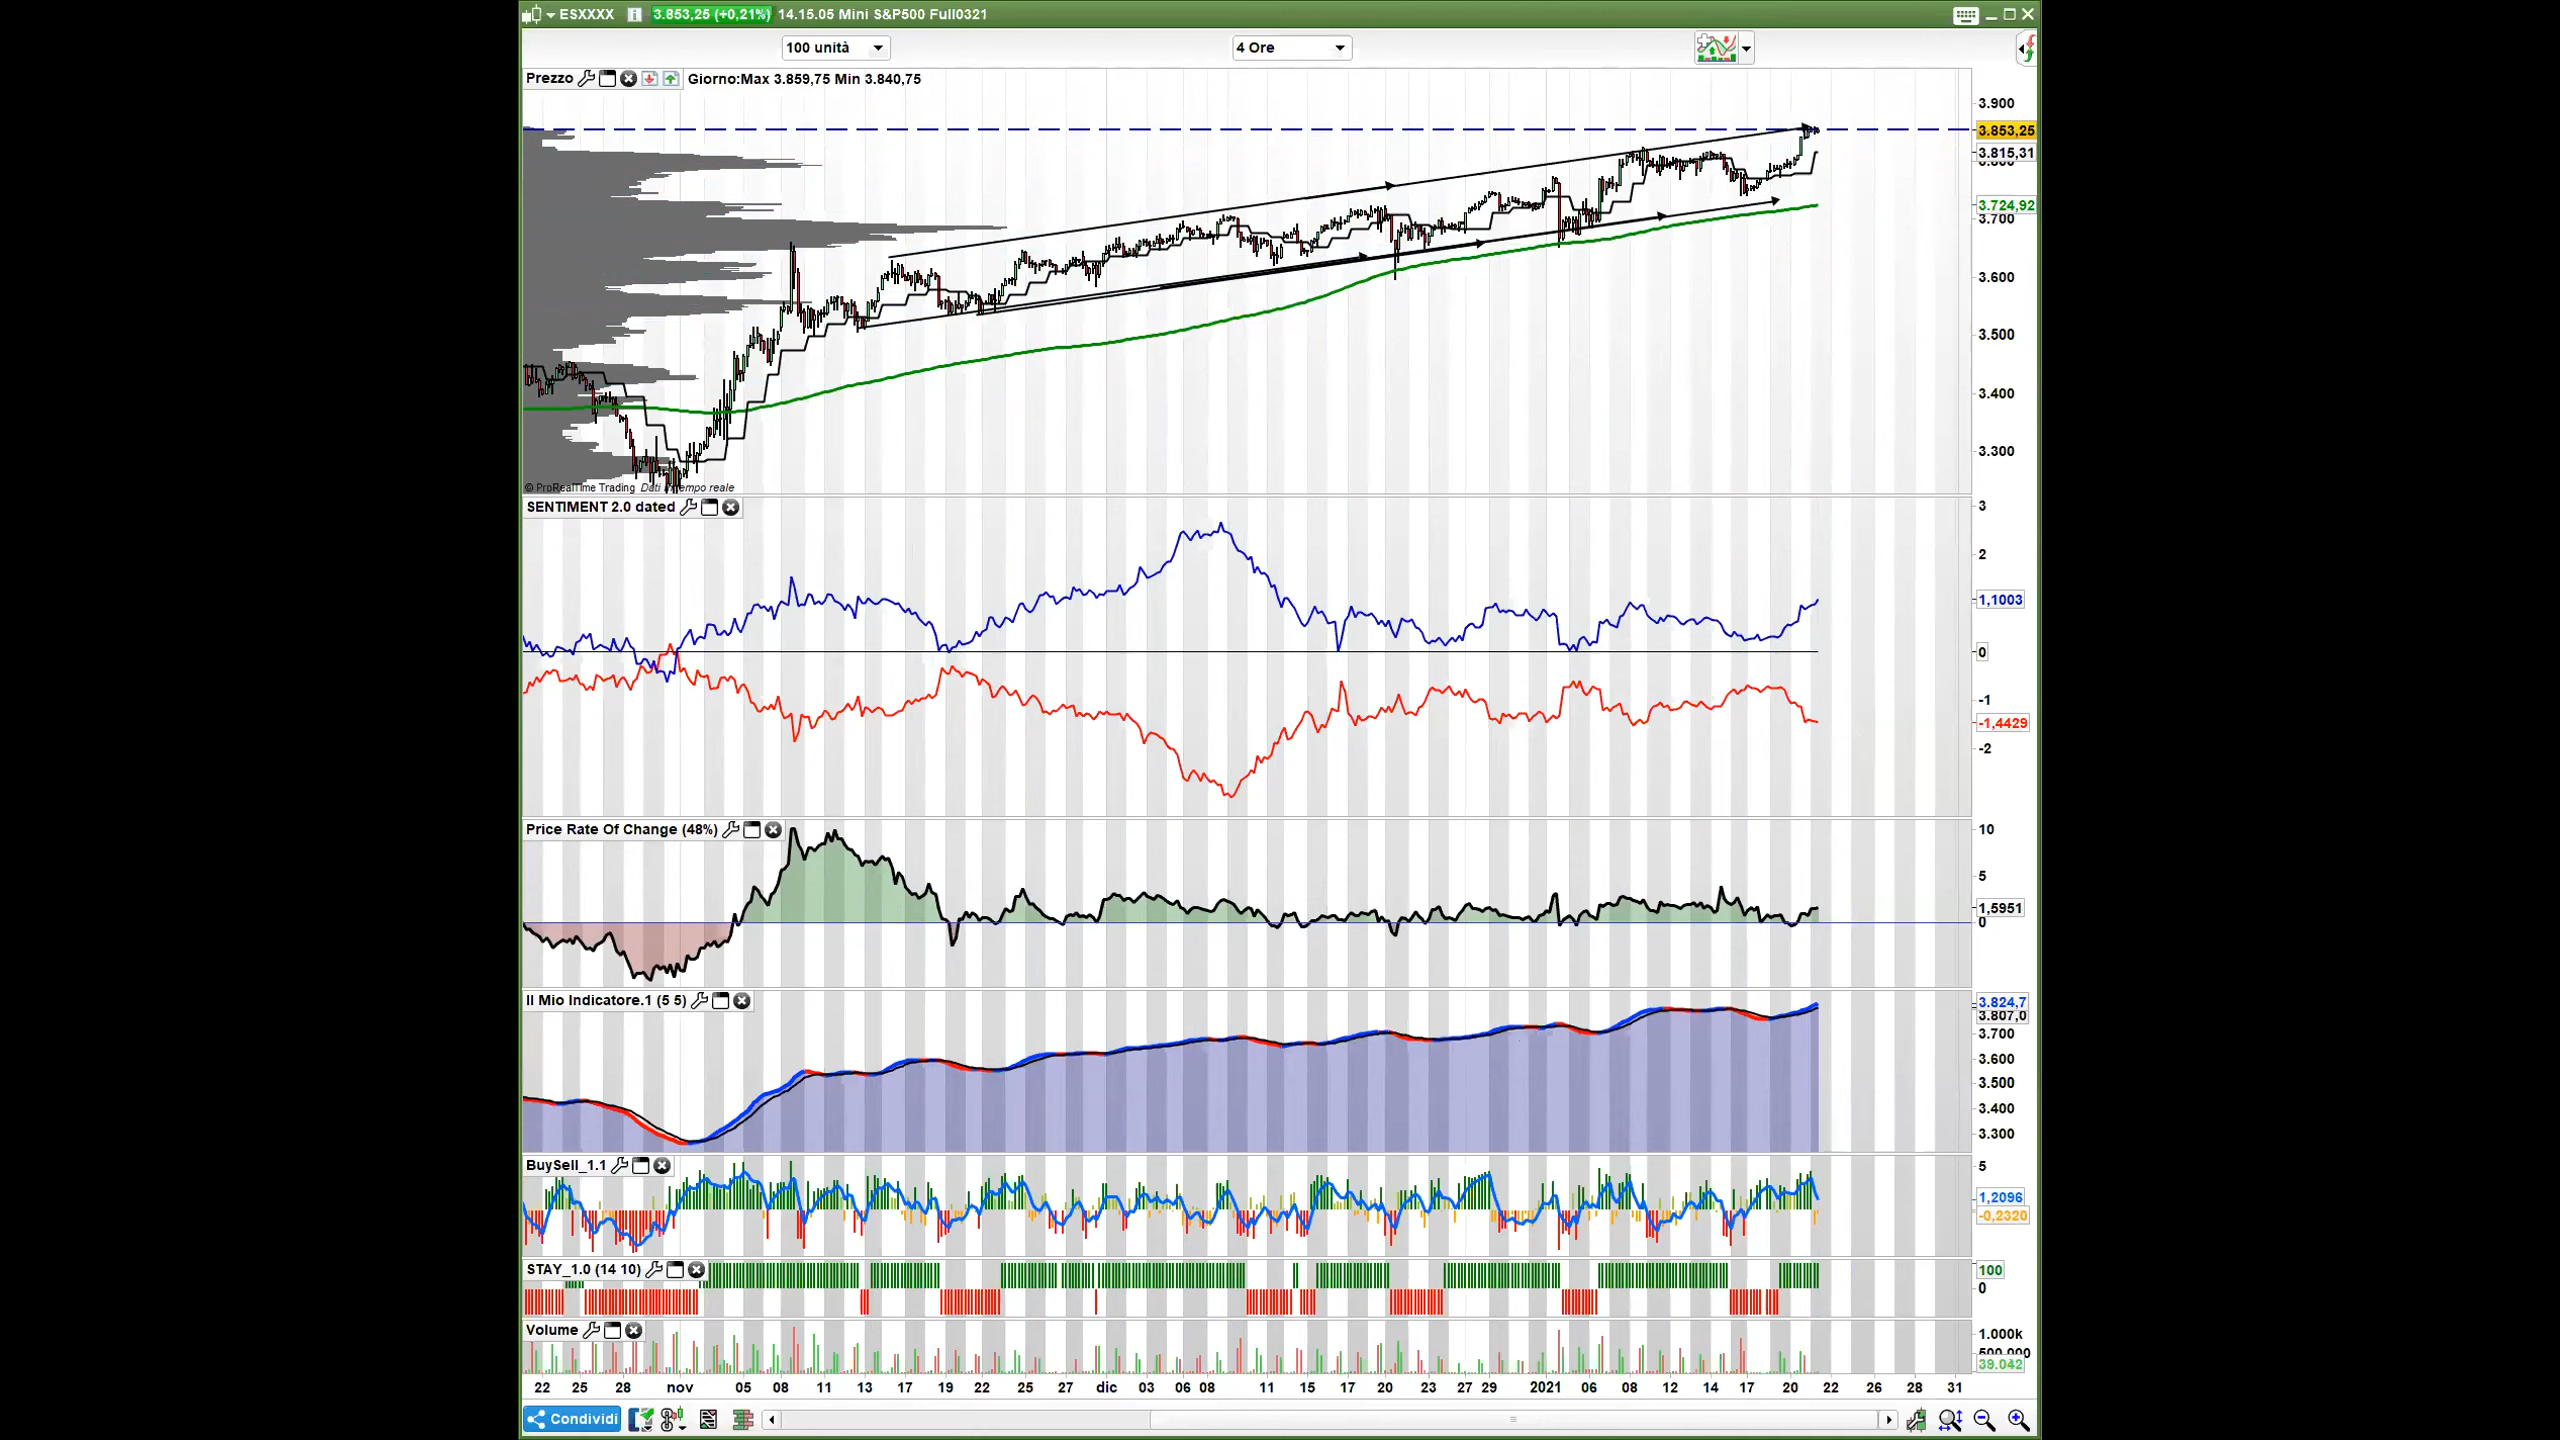 ESXXXX 3.853,25 (+0,21%) 14.15.05 Mini S&P500 Full0321
100 unità 4 Ore
Prezzo Giorno:Max 3.859,75 Min 3.840,75
3.900
3.853,25
3.815,31
3.724,92
3.700
3.600
3.500
3.400
3.300
© ProRealTime Trading Dati in tempo reale
SENTIMENT 2.0 dated
3
2
1,1003
0
-1
-1,4429
-2
Price Rate Of Change (48%)
10
5
1,5951
0
Il Mio Indicatore.1 (5 5)
3.824,7
3.807,0
3.700
3.600
3.500
3.400
3.300
BuySell_1.1
5
1,2096
-0,2320
STAY_1.0 (14 10)
100
0
Volume
1.000k
500.000
39.042
22 25 28 nov 05 08 11 13 17 19 22 25 27 dic 03 06 08 11 15 17 20 23 27 29 2021 06 08 12 14 17 20 22 26 28 31
Condividi